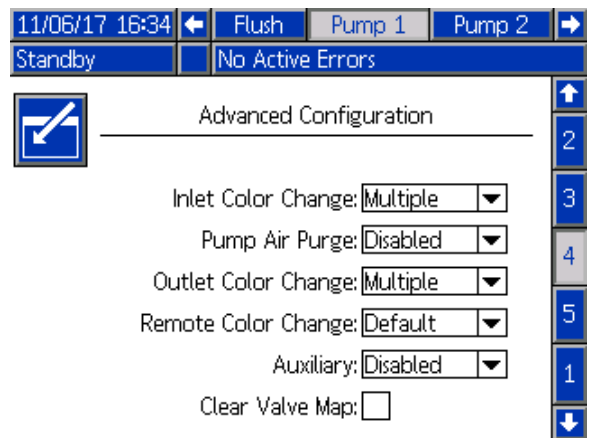 11/06/17 16:34 Flush Pump 1 Pump 2
Standby No Active Errors
Advanced Configuration
2
Inlet Color Change: Multiple
3
Pump Air Purge: Disabled
4
Outlet Color Change: Multiple
Remote Color Change: Default
5
Auxiliary: Disabled
1
Clear Valve Map: